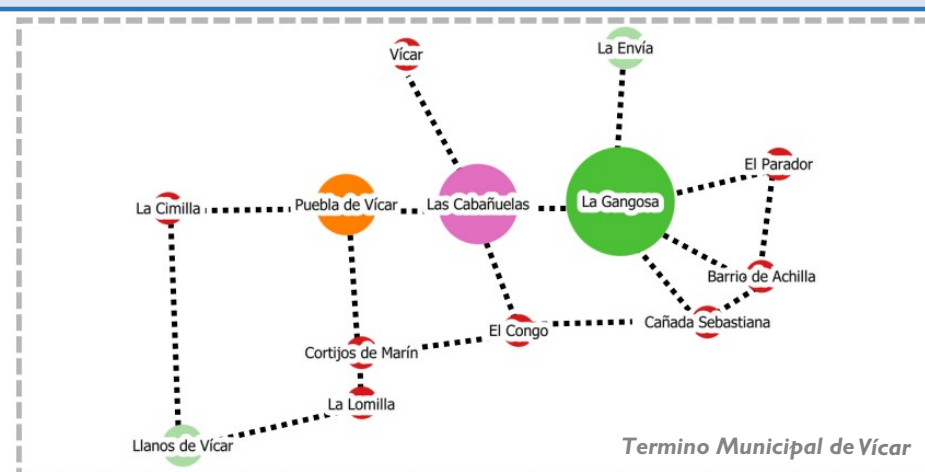 Vícar
La Envía
El Parador
La Cimilla
Puebla de Vícar
Las Cabañuelas
La Gangosa
Barrio de Achilla
Cañada Sebastiana
El Congo
Cortijos de Marín
La Lomilla
Llanos de Vícar
Termino Municipal de Vícar